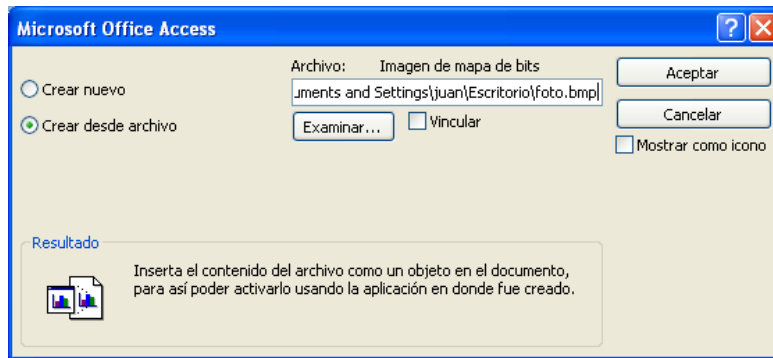 Microsoft Office Access
Archivo: Imagen de mapa de bits
Crear nuevo
Crear desde archivo
uments and Settings\juan\Escritorio\foto.bmp
Examinar...
Vincular
Aceptar
Cancelar
Mostrar como icono
Resultado
Inserta el contenido del archivo como un objeto en el documento,
para así poder activarlo usando la aplicación en donde fue creado.